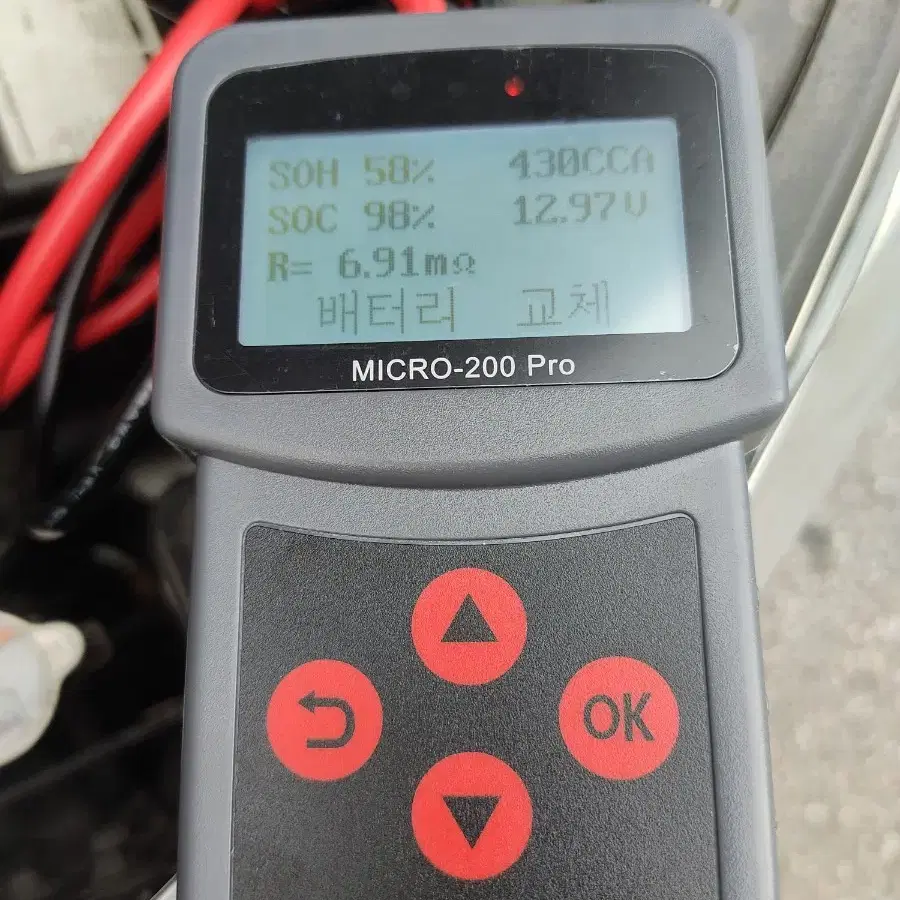 SOH 58% 430CCA
SOC 98% 12.97V
R= 6.91mΩ
배터리 교체
MICRO-200 Pro
OK